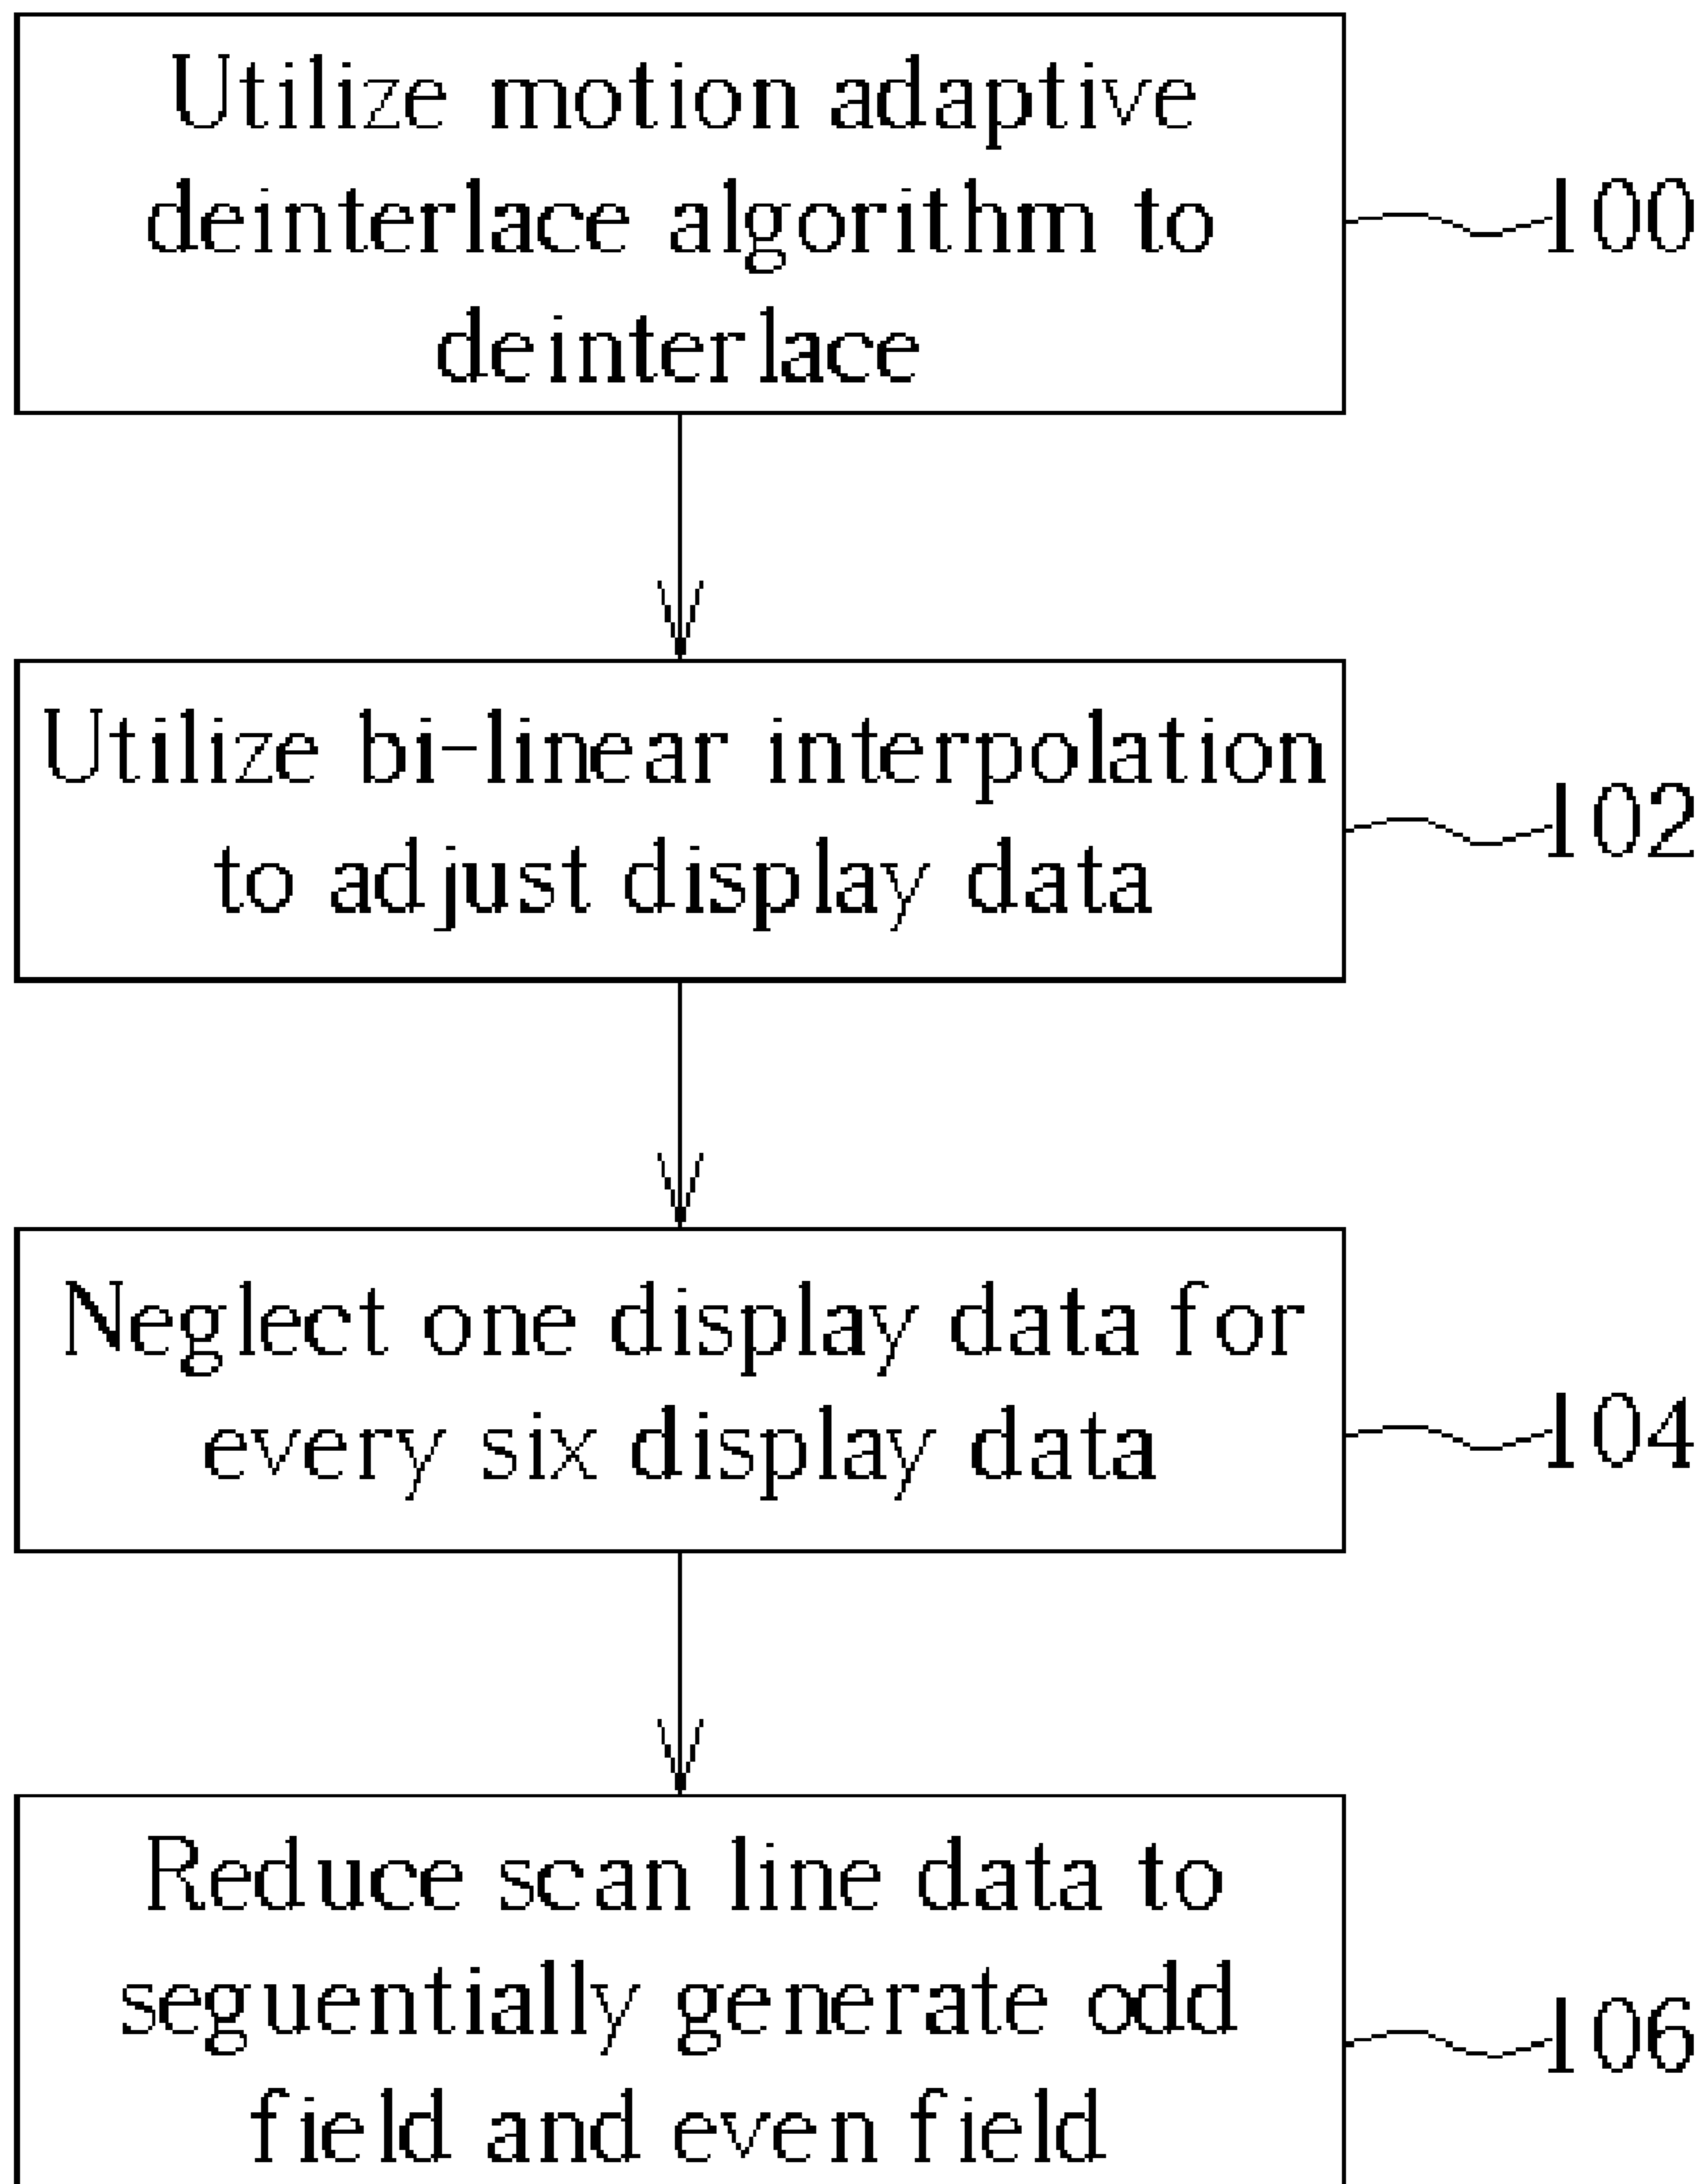 Utilize motion adaptive
deinterlace algorithm to
deinterlace
100
Utilize bi-linear interpolation
to adjust display data
102
Neglect one display data for
every six display data
104
Reduce scan line data to
seguentially generate odd
field and even field
106